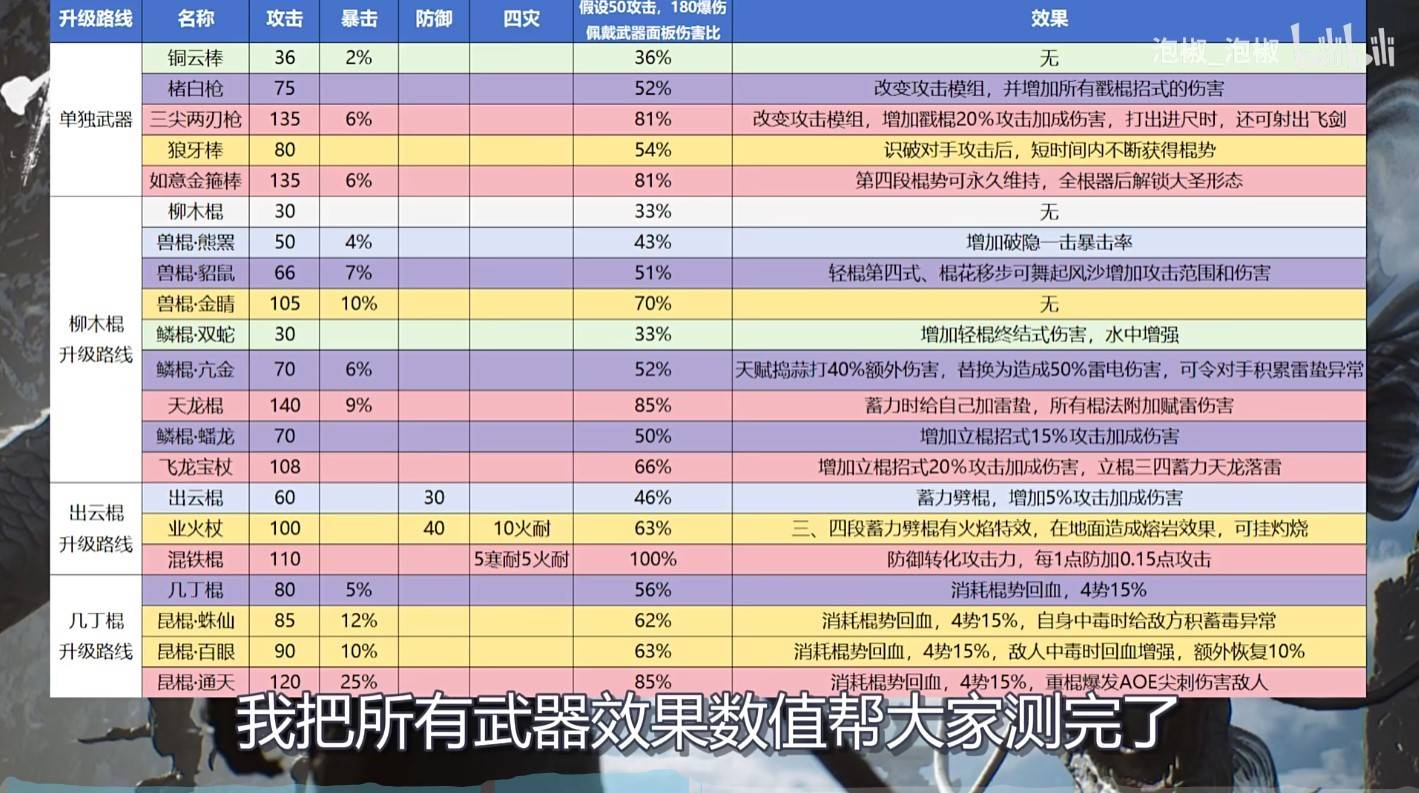 升级路线 名称 攻击 暴击 防御 四灾 假设50攻击，180爆伤 效果
佩戴武器面板伤害比
泡椒_泡椒 bilibili
铜云棒 36 2% 36% 无
楮白枪 75 52% 改变攻击模组，并增加所有戳棍招式的伤害
单独武器 三尖两刃枪 135 6% 81% 改变攻击模组，增加戳棍20%攻击加成伤害，打出进尺时，还可射出飞剑
狼牙棒 80 54% 识破对手攻击后，短时间内不断获得棍势
如意金箍棒 135 6% 81% 第四段棍势可永久维持，全根器后解锁大圣形态
柳木棍 30 33% 无
兽棍·熊罴 50 4% 43% 增加破隐一击暴击率
兽棍·貂鼠 66 7% 51% 轻棍第四式、棍花移步可舞起风沙增加攻击范围和伤害
兽棍·金睛 105 10% 70% 无
柳木棍
升级路线
鳞棍·双蛇 30 33% 增加轻棍终结式伤害，水中增强
鳞棍·亢金 70 6% 52% 天赋捣蒜打40%额外伤害，替换为造成50%雷电伤害，可令对手积累雷蛰异常
天龙棍 140 9% 85% 蓄力时给自己加雷蛰，所有棍法附加赋雷伤害
鳞棍·蟠龙 70 50% 增加立棍招式15%攻击加成伤害
飞龙宝杖 108 66% 增加立棍招式20%攻击加成伤害，立棍三四蓄力天龙落雷
出云棍
升级路线
出云棍 60 30 46% 蓄力劈棍，增加5%攻击加成伤害
业火杖 100 40 10火耐 63% 三、四段蓄力劈棍有火焰特效，在地面造成熔岩效果，可挂灼烧
混铁棍 110 5寒耐5火耐 100% 防御转化攻击力，每1点防加0.15点攻击
几丁棍
升级路线
几丁棍 80 5% 56% 消耗棍势回血，4势15%
昆棍·蛛仙 85 12% 62% 消耗棍势回血，4势15%，自身中毒时给敌方积蓄毒异常
昆棍·百眼 90 10% 63% 消耗棍势回血，4势15%，敌人中毒时回血增强，额外恢复10%
昆棍·通天 120 25% 85% 消耗棍势回血，4势15%，重棍爆发AOE尖刺伤害敌人
我把所有武器效果数值帮大家测完了